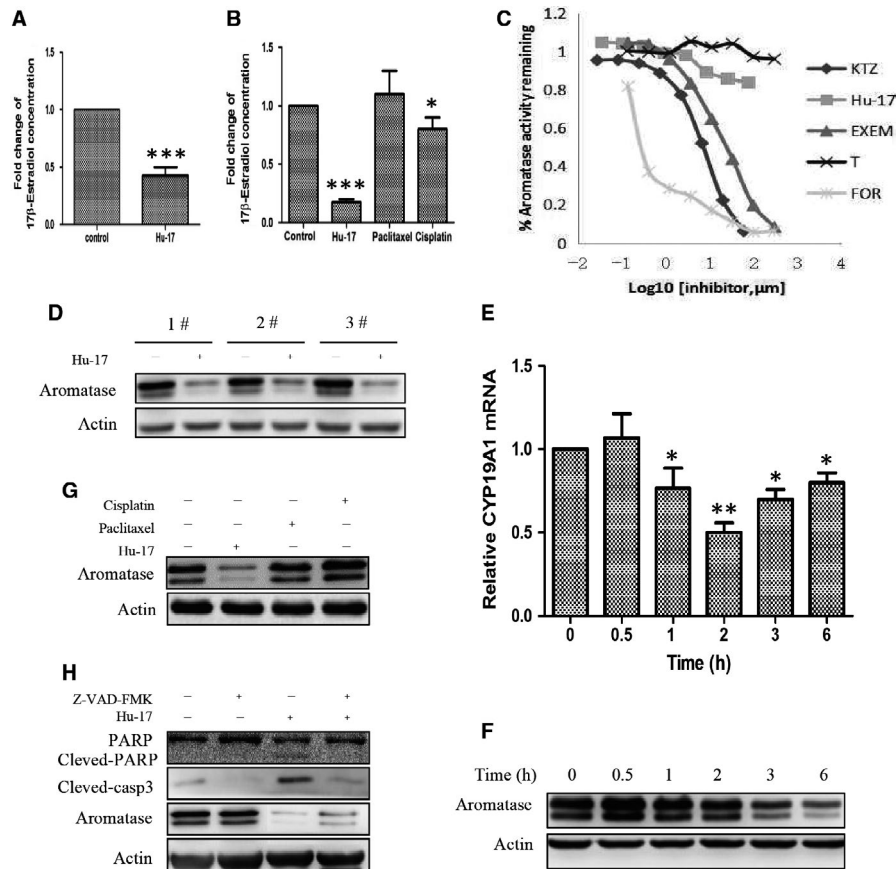 A
Fold change of
17β-Estradiol concentration
1.5
1.0
0.5
0.0
***
control
Hu-17
B
Fold change of
17β-Estradiol concentration
1.5
1.0
0.5
0.0
***
*
Control
Hu-17
Paclitaxel
Cisplatin
C
% Aromatase activity remaining
1.2
1
0.8
0.6
0.4
0.2
0
−2
−1
0
1
2
3
4
Log10 [inhibitor,μm]
KTZ
Hu-17
EXEM
T
FOR
D
1 # 2 # 3 #
Hu-17 − + − + − +
Aromatase
Actin
E
Relative CYP19A1 mRNA
1.5
1.0
0.5
0.0
*
**
*
*
0 0.5 1 2 3 6
Time (h)
G
Cisplatin − − − +
Paclitaxel − − + −
Hu-17 − + − −
Aromatase
Actin
H
Z-VAD-FMK − + − +
Hu-17 − − + +
PARP
Cleved-PARP
Cleved-casp3
Aromatase
Actin
F
Time (h) 0 0.5 1 2 3 6
Aromatase
Actin